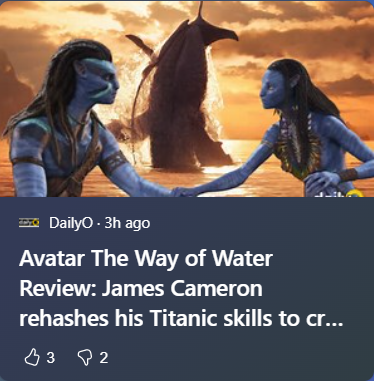 DailyO · 3h ago
Avatar The Way of Water
Review: James Cameron
rehashes his Titanic skills to cr...
3
2